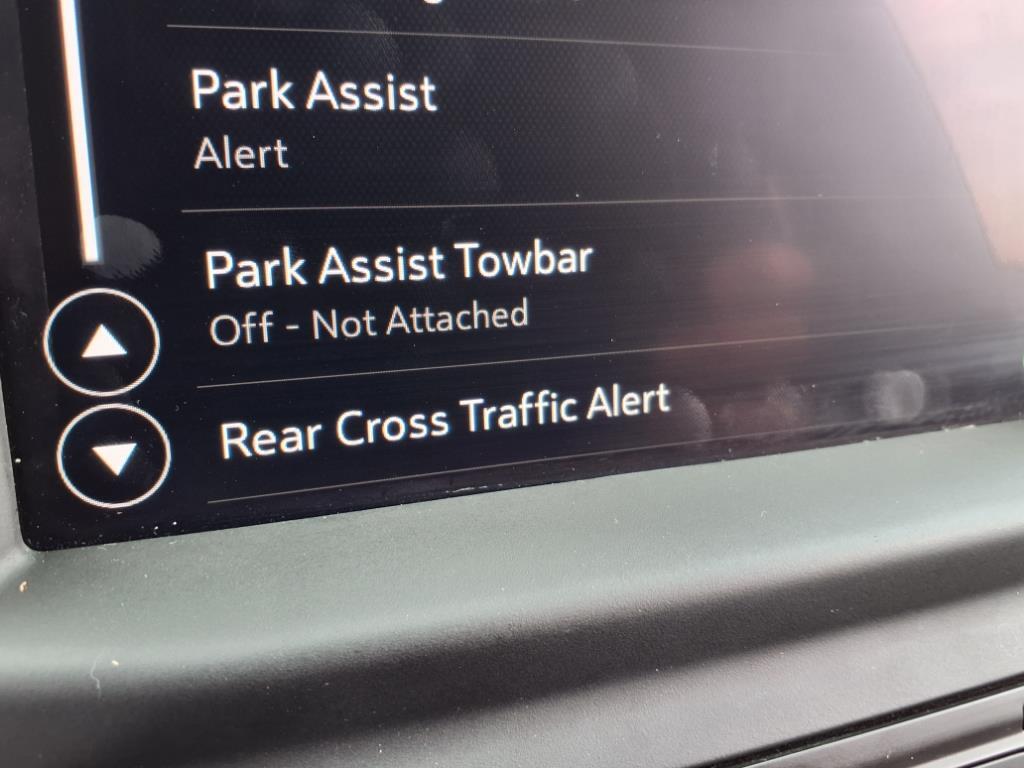 Park Assist
Alert
Park Assist Towbar
Off - Not Attached
Rear Cross Traffic Alert